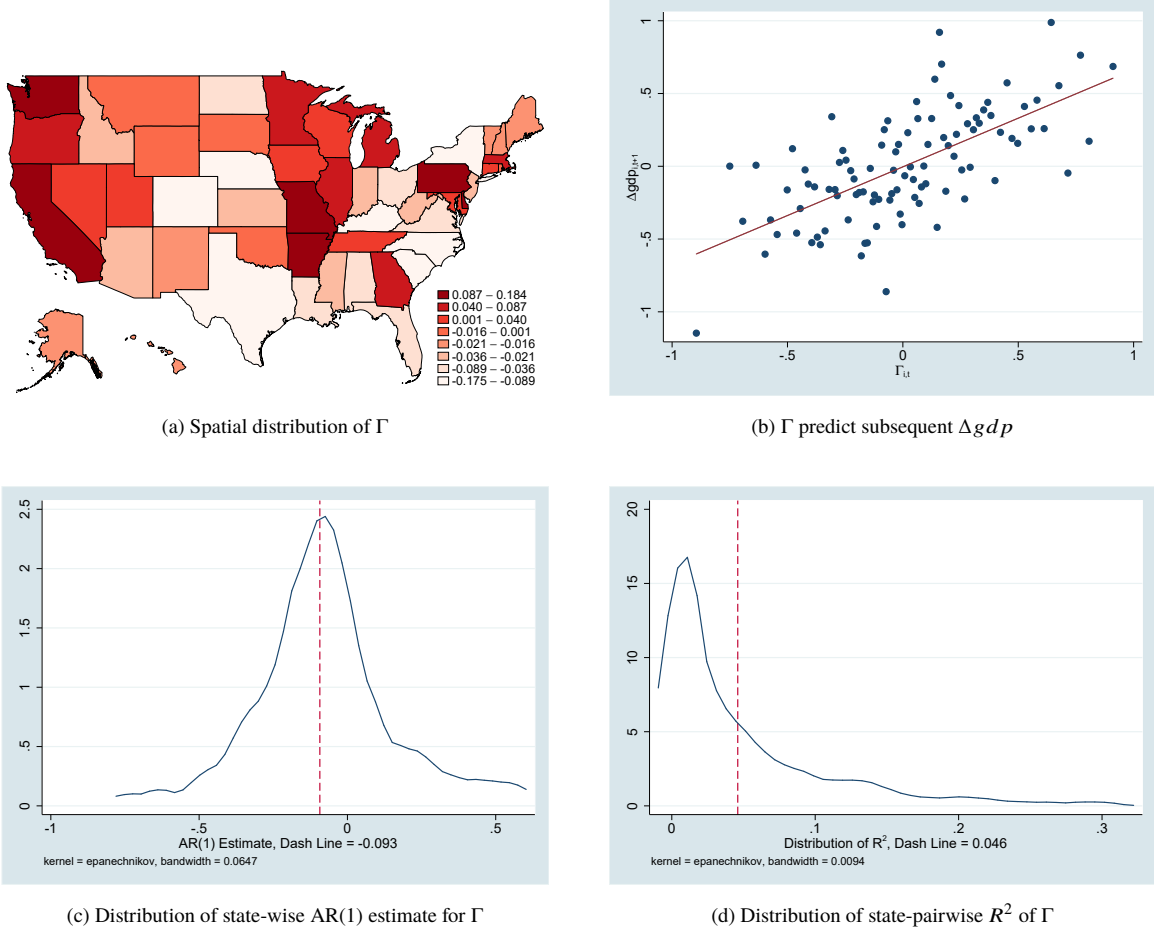 0.087 – 0.184
0.040 – 0.087
0.001 – 0.040
-0.016 – 0.001
-0.021 – -0.016
-0.036 – -0.021
-0.089 – -0.036
-0.175 – -0.089
(a) Spatial distribution of Γ
1
.5
0
-.5
-1
Δgdp_{i,t+1}
-1 -.5 0 .5 1
Γ_{i,t}
(b) Γ predict subsequent Δgdp
2.5
2
1.5
1
.5
0
-1 -.5 0 .5
AR(1) Estimate, Dash Line = -0.093
kernel = epanechnikov, bandwidth = 0.0647
(c) Distribution of state-wise AR(1) estimate for Γ
20
15
10
5
0
0 .1 .2 .3
Distribution of R², Dash Line = 0.046
kernel = epanechnikov, bandwidth = 0.0094
(d) Distribution of state-pairwise R² of Γ